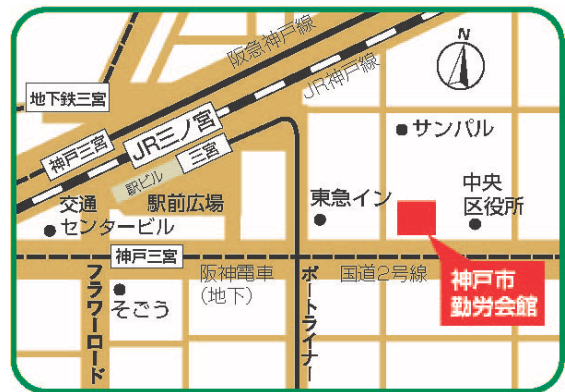 N
阪急神戸線
JR神戸線
地下鉄三宮
神戸三宮
JR三ノ宮
三宮
駅ビル
駅前広場
サンパル
交通
センタービル
東急イン
中央
区役所
神戸三宮
阪神電車
(地下)
国道2号線
神戸市
勤労会館
そごう
フラワーロード
ポートライナー